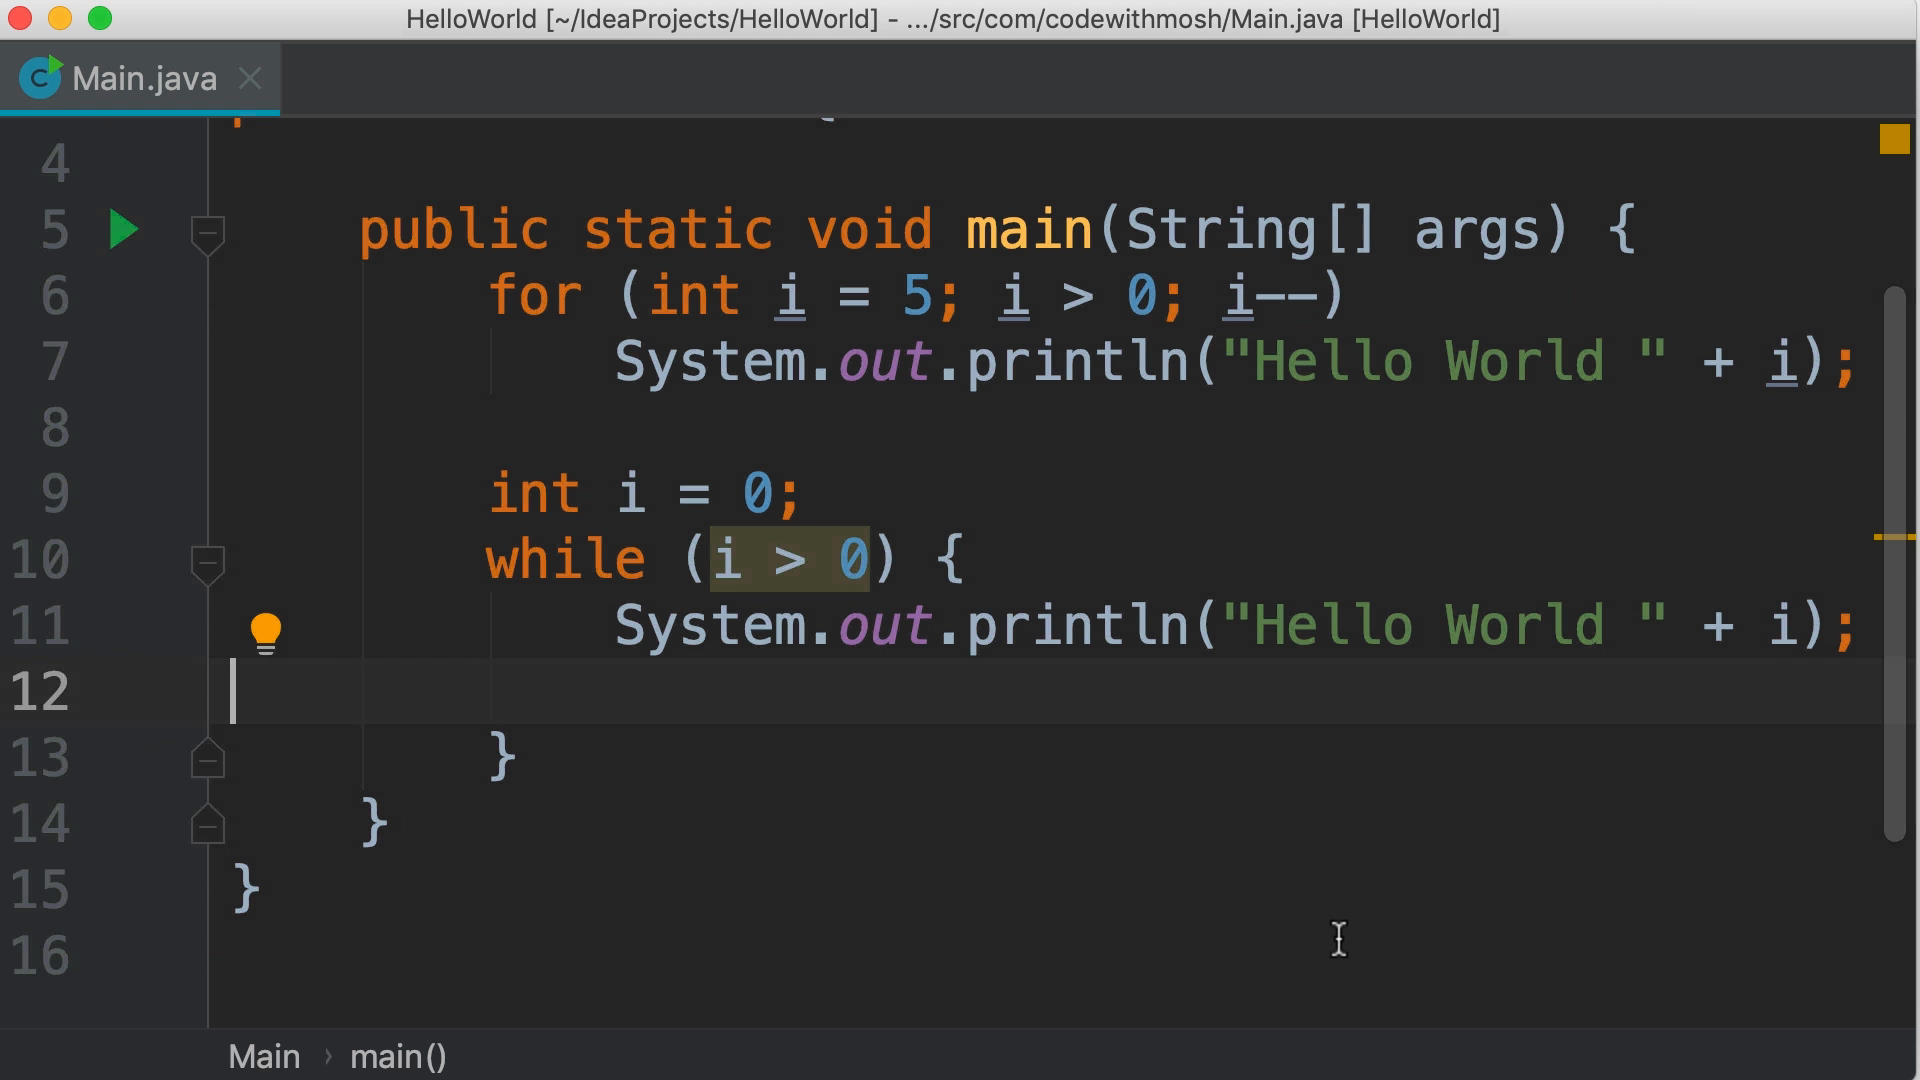 HelloWorld [~/IdeaProjects/HelloWorld] - .../src/com/codewithmosh/Main.java [HelloWorld]
C Main.java
4
5 public static void main(String[] args) {
6 for (int i = 5; i > 0; i--)
7 System.out.println("Hello World " + i);
8
9 int i = 0;
10 while (i > 0) {
11 System.out.println("Hello World " + i);
12
13 }
14 }
15 }
16
Main › main()